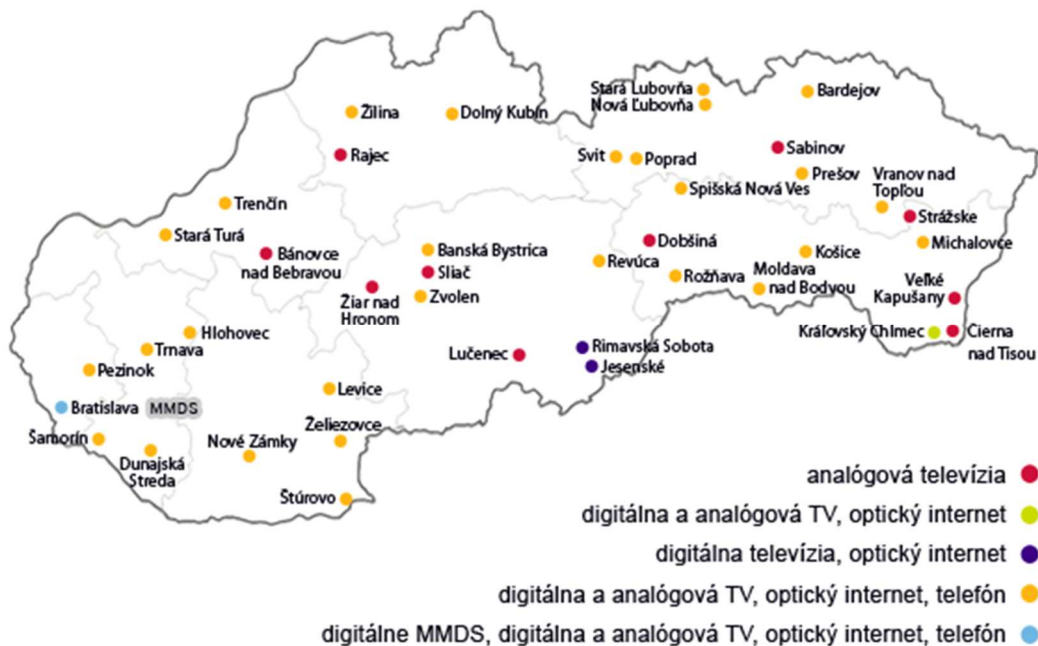 Stará Ľubovňa
Nová Ľubovňa
Bardejov
Žilina
Dolný Kubín
Rajec
Svit
Poprad
Sabinov
Prešov
Vranov nad
Topľou
Spišská Nová Ves
Strážske
Trenčín
Stará Turá
Bánovce
nad Bebravou
Banská Bystrica
Sliač
Zvolen
Žiar nad
Hronom
Dobšiná
Revúca
Rožňava
Košice
Michalovce
Moldava
nad Bodvou
Veľké
Kapušany
Kráľovský Chlmec
Čierna
nad Tisou
Hlohovec
Trnava
Pezinok
Lučenec
Rimavská Sobota
Jesenské
Levice
Bratislava
MMDS
Želiezovce
Šamorín
Dunajská
Streda
Nové Zámky
Štúrovo
analógová televízia
digitálna a analógová TV, optický internet
digitálna televízia, optický internet
digitálna a analógová TV, optický internet, telefón
digitálne MMDS, digitálna a analógová TV, optický internet, telefón